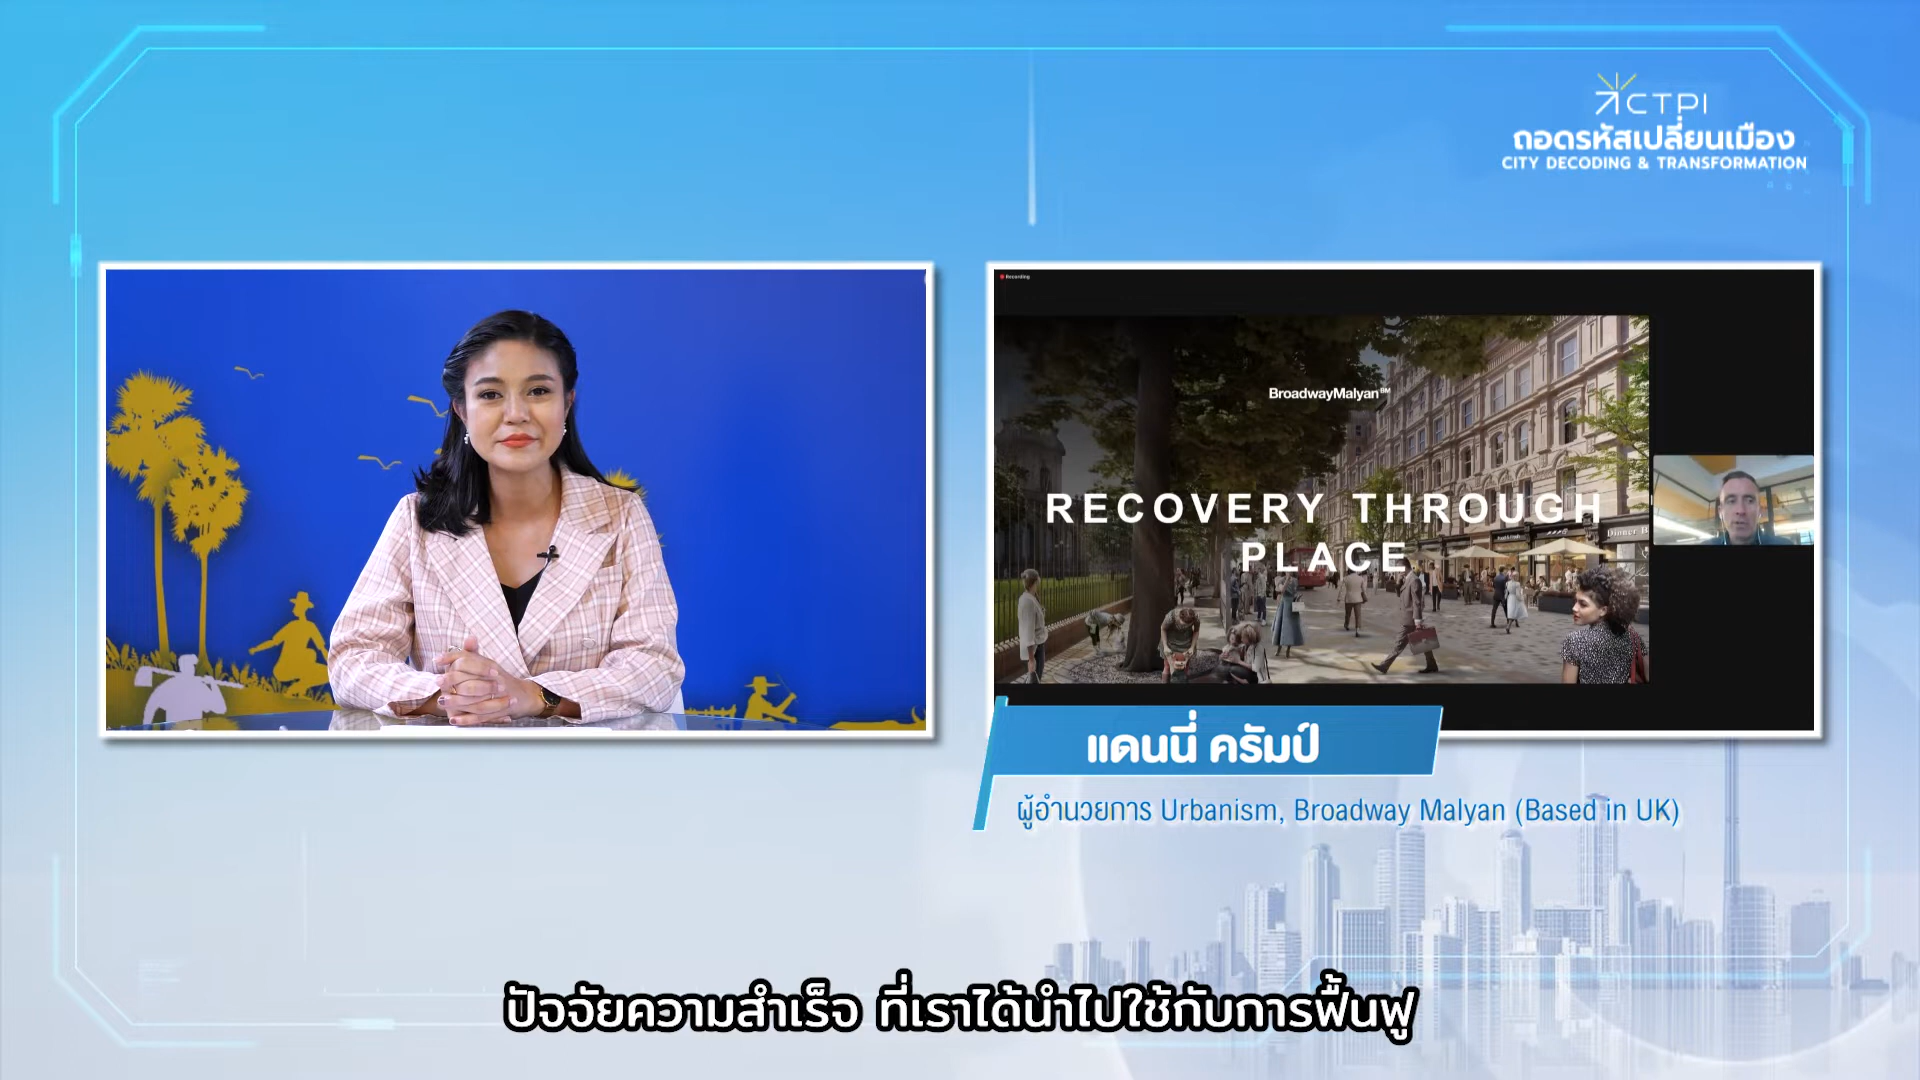 CTPI
ถอดรหัสเปลี่ยนเมือง
CITY DECODING & TRANSFORMATION
Recording
BroadwayMalyan BM
RECOVERY THROUGH
PLACE
แดนนี่ ครัมป์
ผู้อำนวยการ Urbanism, Broadway Malyan (Based in UK)
ปัจจัยความสำเร็จ ที่เราได้นำไปใช้กับการฟื้นฟู